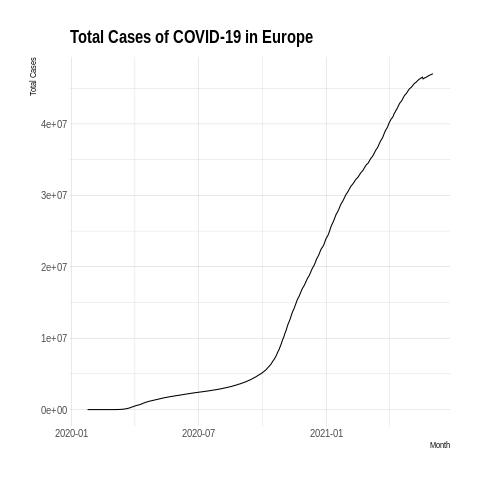 Total Cases of COVID-19 in Europe
Total Cases
4e+07
3e+07
2e+07
1e+07
0e+00
2020-01 2020-07 2021-01
Month